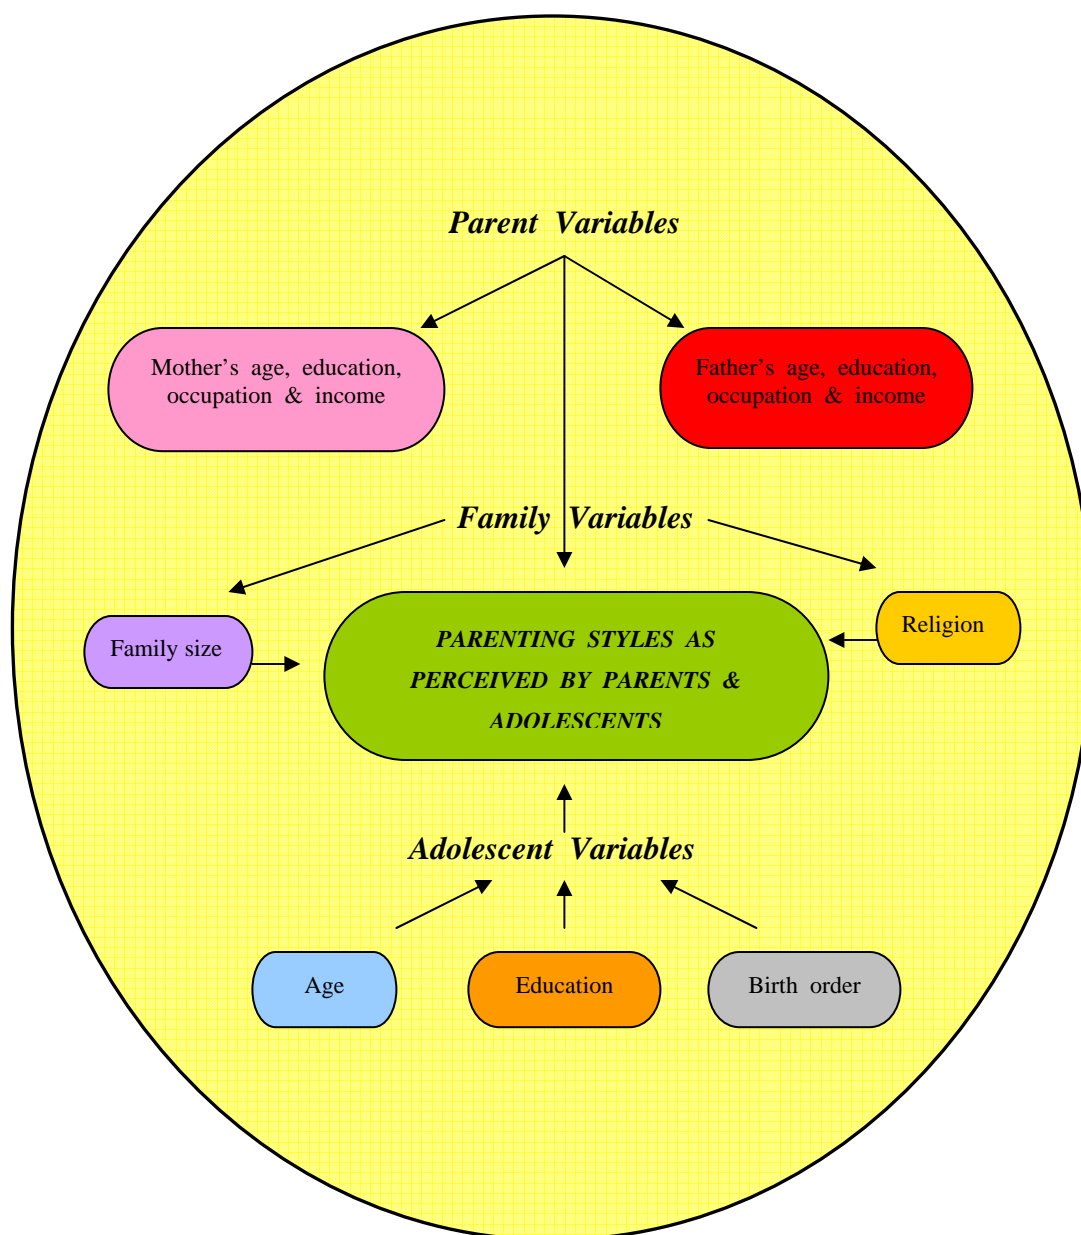 Parent Variables
Mother’s age, education,
occupation & income
Father’s age, education,
occupation & income
Family Variables
Family size
PARENTING STYLES AS
PERCEIVED BY PARENTS &
ADOLESCENTS
Religion
Adolescent Variables
Age
Education
Birth order